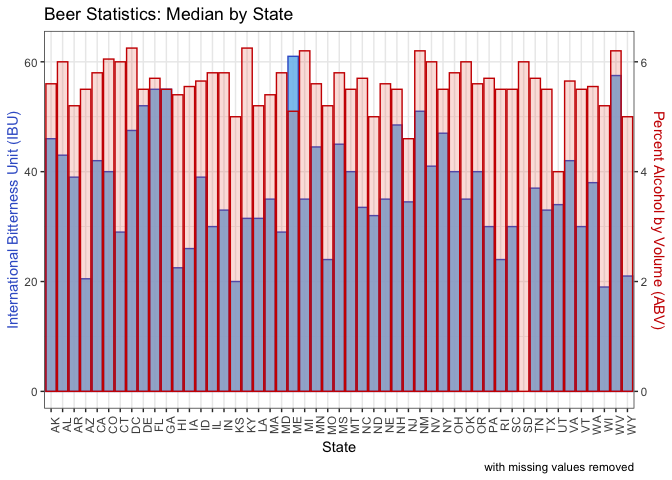 Beer Statistics: Median by State
International Bitterness Unit (IBU)
60
40
20
0
6
4
2
0
Percent Alcohol by Volume (ABV)
AK AL AR AZ CA CO CT DC DE FL GA HI IA ID IL IN KS KY LA MA MD ME MI MN MO MS MT NC ND NE NH NJ NM NV NY OH OK OR PA RI SC SD TN TX UT VA VT WA WI WV WY
State
with missing values removed